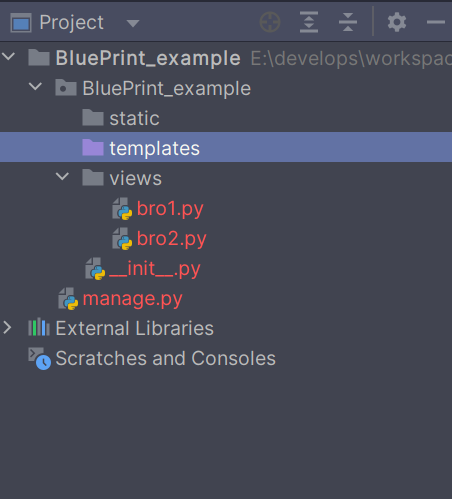 Project
BluePrint_example E:\develops\workspac
BluePrint_example
static
templates
views
bro1.py
bro2.py
__init__.py
manage.py
External Libraries
Scratches and Consoles